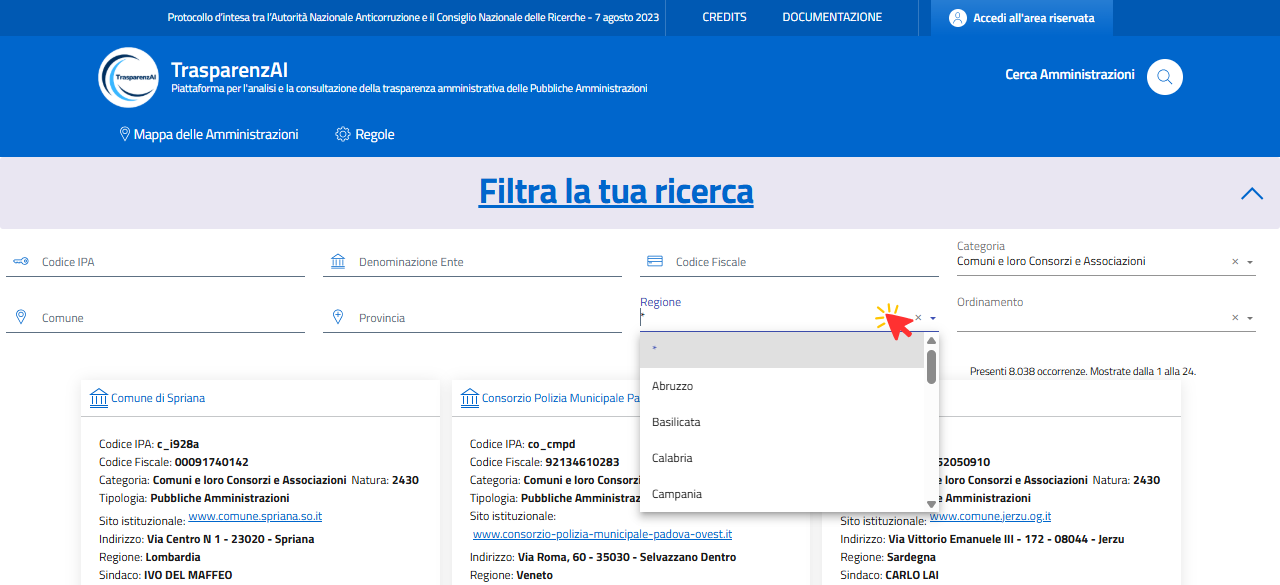 Protocollo d'intesa tra l'Autorità Nazionale Anticorruzione e il Consiglio Nazionale delle Ricerche - 7 agosto 2023
CREDITS
DOCUMENTAZIONE
Accedi all'area riservata
TrasparenzAI
TrasparenzAI
Piattaforma per l'analisi e la consultazione della trasparenza amministrativa delle Pubbliche Amministrazioni
Cerca Amministrazioni
Mappa delle Amministrazioni
Regole
Filtra la tua ricerca
Codice IPA
Denominazione Ente
Codice Fiscale
Categoria
Comuni e loro Consorzi e Associazioni
×
Comune
Provincia
Regione
*
×
Ordinamento
×
*
Abruzzo
Basilicata
Calabria
Campania
Presenti 8.038 occorrenze. Mostrate dalla 1 alla 24.
Comune di Spriana
Codice IPA: c_i928a
Codice Fiscale: 00091740142
Categoria: Comuni e loro Consorzi e Associazioni Natura: 2430
Tipologia: Pubbliche Amministrazioni
Sito istituzionale: www.comune.spriana.so.it
Indirizzo: Via Centro N 1 - 23020 - Spriana
Regione: Lombardia
Sindaco: IVO DEL MAFFEO
Consorzio Polizia Municipale Pa
Codice IPA: co_cmpd
Codice Fiscale: 92134610283
Categoria: Comuni e loro Consorzi
Tipologia: Pubbliche Amministraz
Sito istituzionale:
www.consorzio-polizia-municipale-padova-ovest.it
Indirizzo: Via Roma, 60 - 35030 - Selvazzano Dentro
Regione: Veneto
2050910
e loro Consorzi e Associazioni Natura: 2430
e Amministrazioni
Sito istituzionale: www.comune.jerzu.og.it
Indirizzo: Via Vittorio Emanuele III - 172 - 08044 - Jerzu
Regione: Sardegna
Sindaco: CARLO LAI